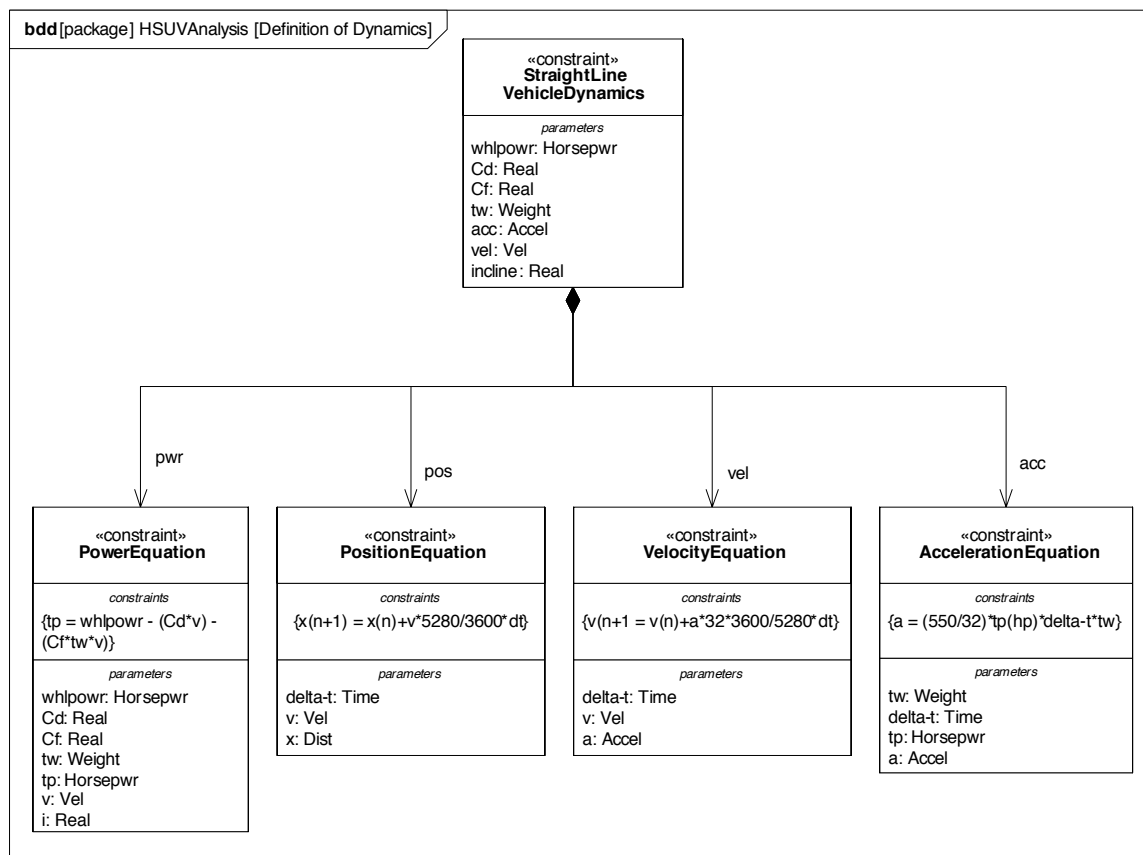 bdd[package] HSUVAnalysis [Definition of Dynamics]
«constraint»
StraightLine
VehicleDynamics
parameters
whlpowr: Horsepwr
Cd: Real
Cf: Real
tw: Weight
acc: Accel
vel: Vel
incline: Real
pwr
pos
vel
acc
«constraint»
PowerEquation
constraints
{tp = whlpowr - (Cd*v) -
(Cf*tw*v)}
parameters
whlpowr: Horsepwr
Cd: Real
Cf: Real
tw: Weight
tp: Horsepwr
v: Vel
i: Real
«constraint»
PositionEquation
constraints
{x(n+1) = x(n)+v*5280/3600*dt}
parameters
delta-t: Time
v: Vel
x: Dist
«constraint»
VelocityEquation
constraints
{v(n+1 = v(n)+a*32*3600/5280*dt}
parameters
delta-t: Time
v: Vel
a: Accel
«constraint»
AccelerationEquation
constraints
{a = (550/32)*tp(hp)*delta-t*tw}
parameters
tw: Weight
delta-t: Time
tp: Horsepwr
a: Accel